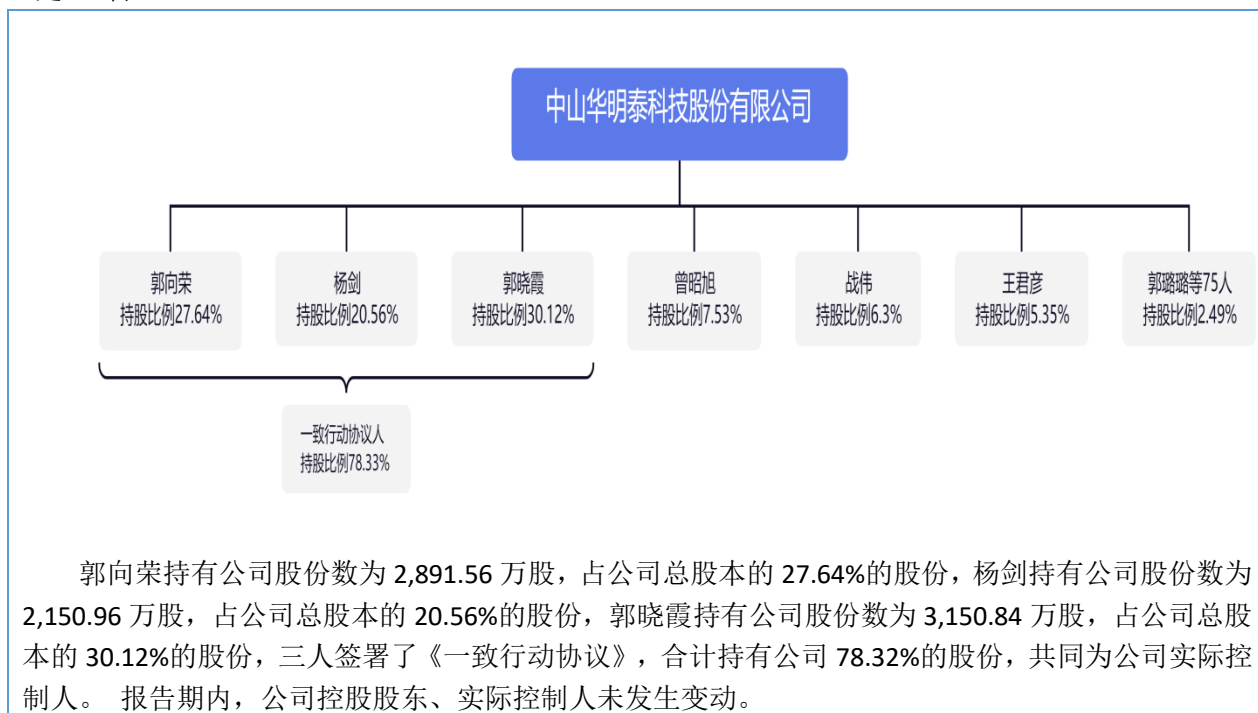 中山华明泰科技股份有限公司
郭向荣
持股比例27.64%
杨剑
持股比例20.56%
郭晓霞
持股比例30.12%
曾昭旭
持股比例7.53%
战伟
持股比例6.3%
王君彦
持股比例5.35%
郭璐璐等75人
持股比例2.49%
一致行动协议人
持股比例78.33%
郭向荣持有公司股份数为 2,891.56 万股，占公司总股本的 27.64%的股份，杨剑持有公司股份数为
2,150.96 万股，占公司总股本的 20.56%的股份，郭晓霞持有公司股份数为 3,150.84 万股，占公司总股
本的 30.12%的股份，三人签署了《一致行动协议》，合计持有公司 78.32%的股份，共同为公司实际控
制人。 报告期内，公司控股股东、实际控制人未发生变动。